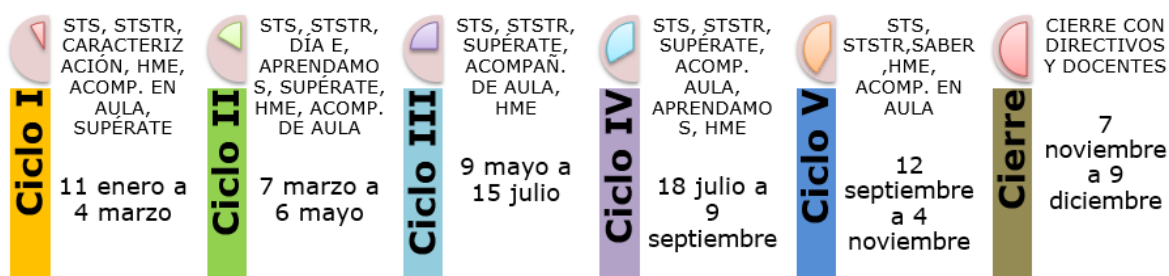 Ciclo I
STS, STSTR,
CARACTERIZ
ACIÓN, HME,
ACOMP. EN
AULA,
SUPÉRATE
11 enero a
4 marzo
Ciclo II
STS, STSTR,
DÍA E,
APRENDAMO
S, SUPÉRATE,
HME, ACOMP.
DE AULA
7 marzo a
6 mayo
Ciclo III
STS, STSTR,
SUPÉRATE,
ACOMPAÑ.
DE AULA,
HME
9 mayo a
15 julio
Ciclo IV
STS, STSTR,
SUPÉRATE,
ACOMP.
AULA,
APRENDAMO
S, HME
18 julio a
9
septiembre
Ciclo V
STS,
STSTR,SABER
,HME,
ACOMP. EN
AULA
12
septiembre
a 4
noviembre
Cierre
CIERRE CON
DIRECTIVOS
Y DOCENTES
7
noviembre
a 9
diciembre